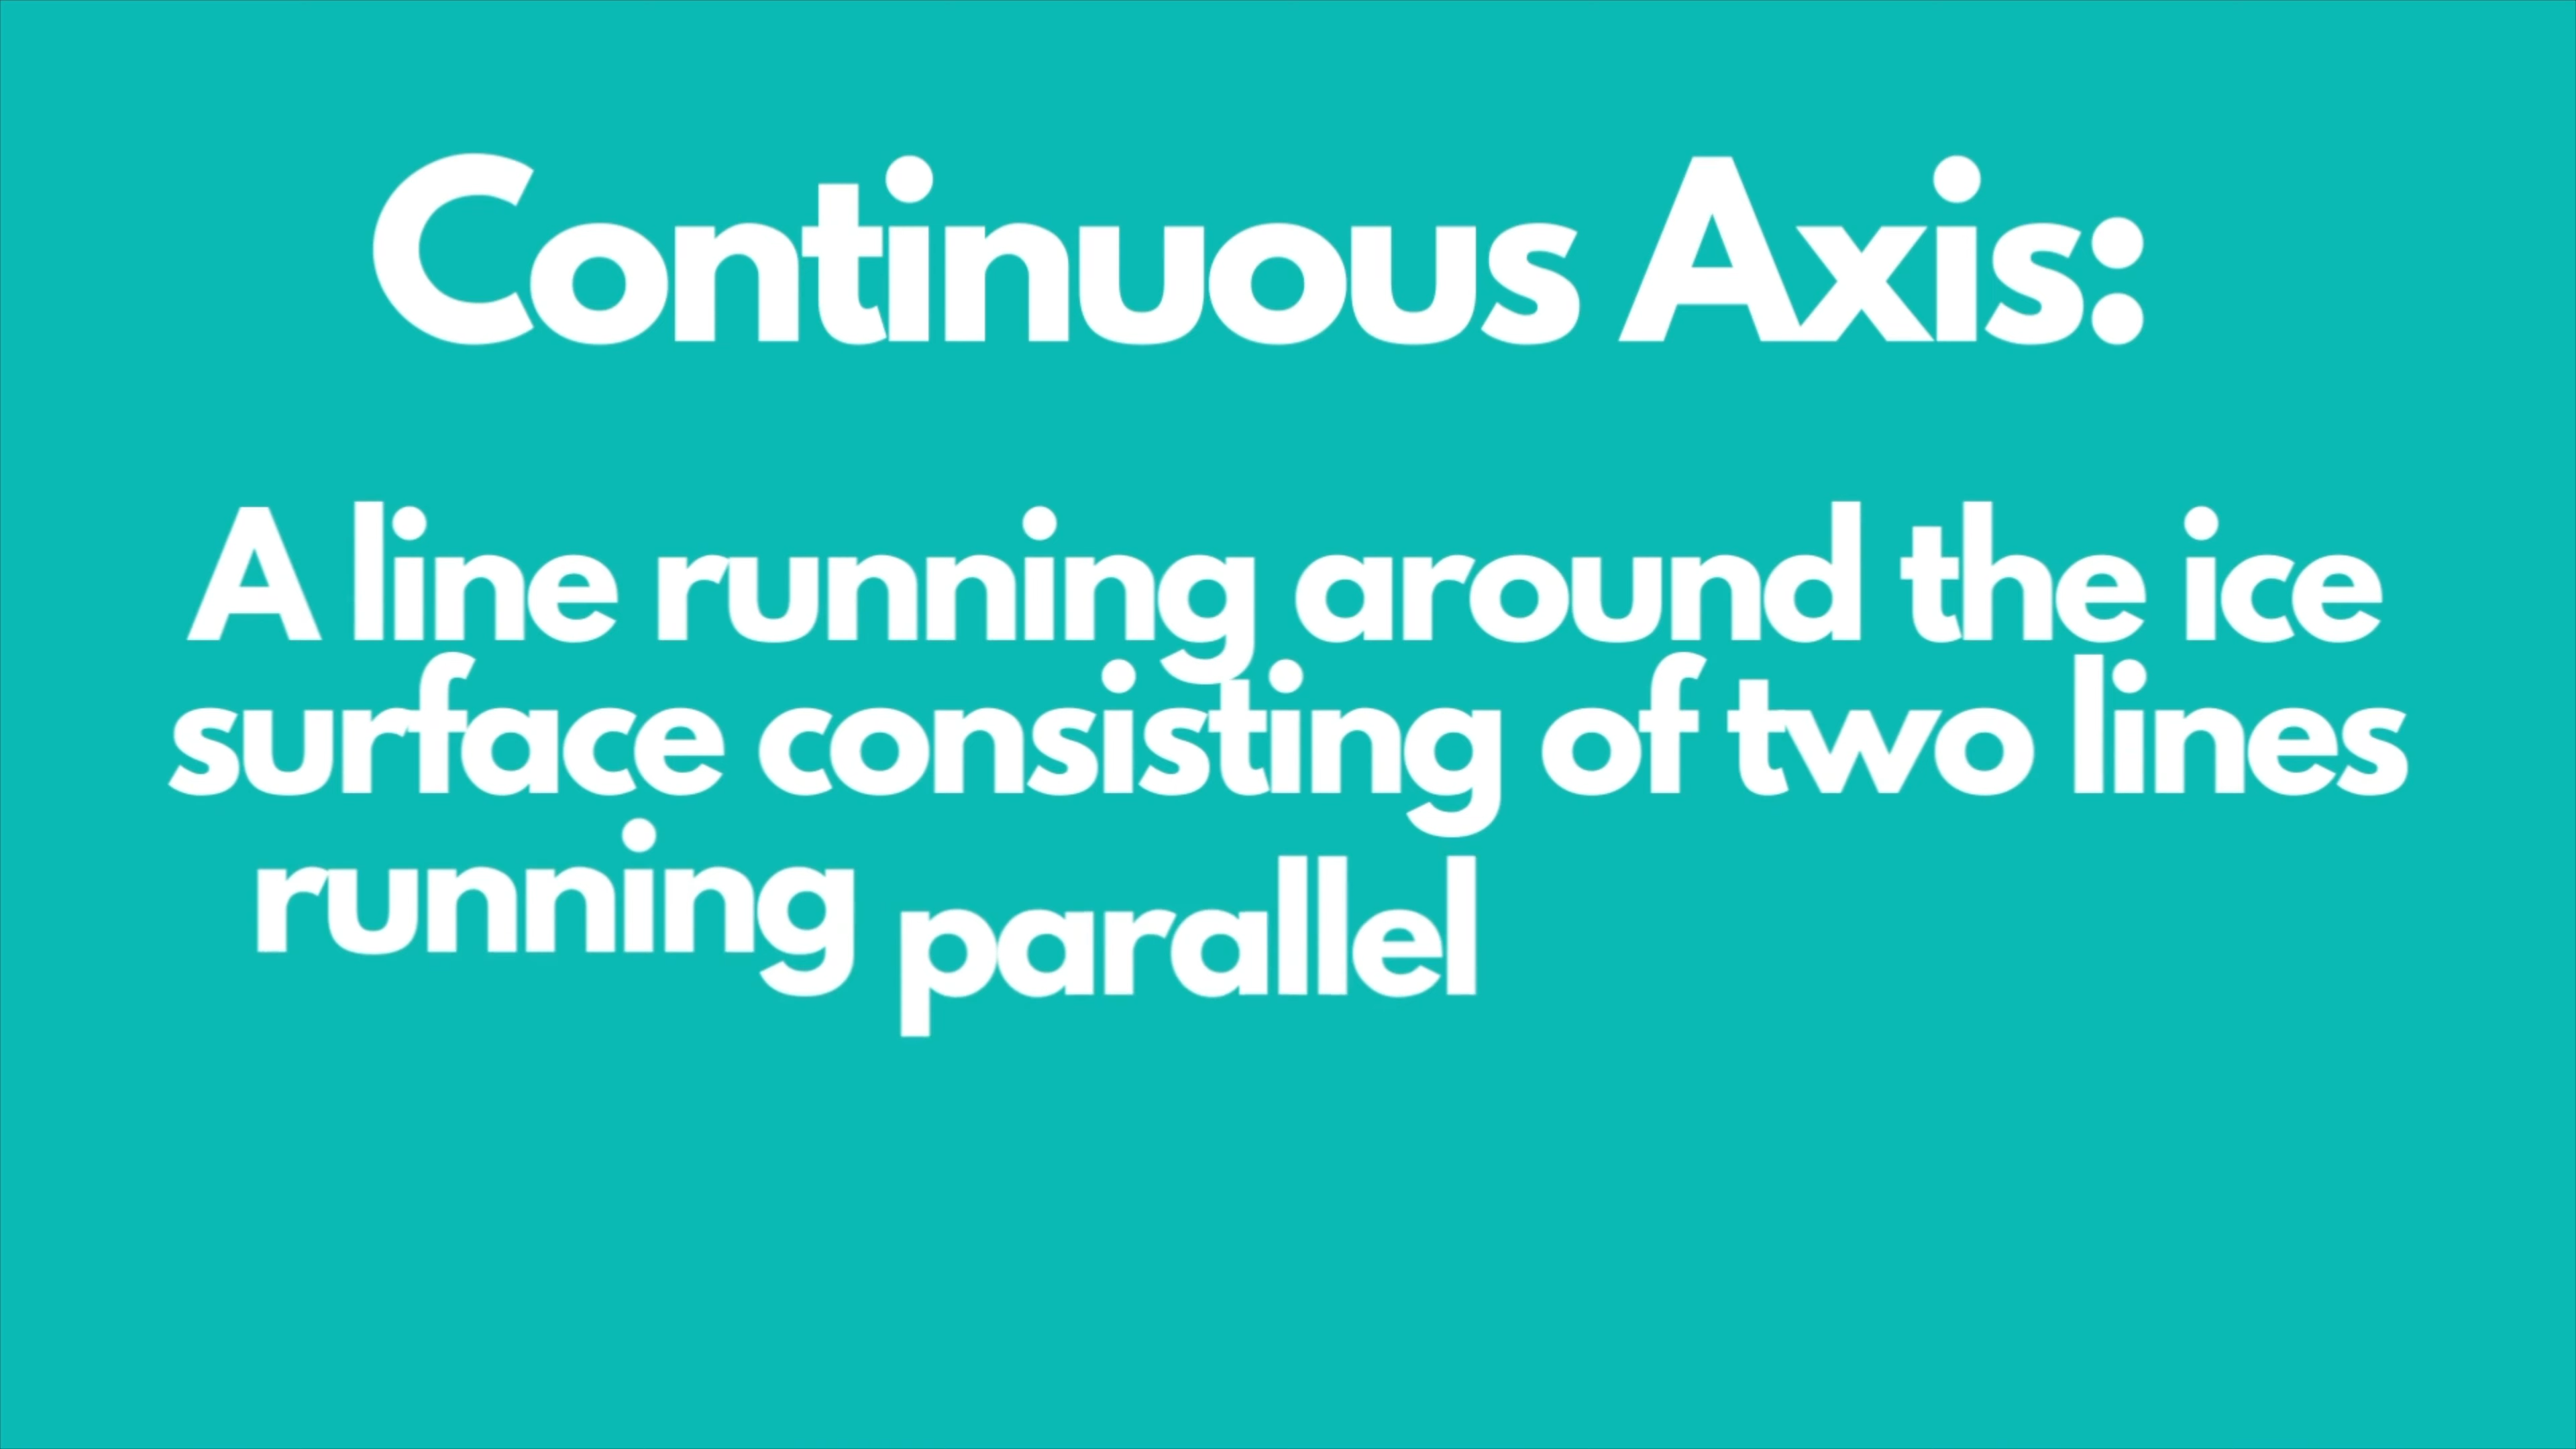 Continuous Axis:
A line running around the ice
surface consisting of two lines
running parallel